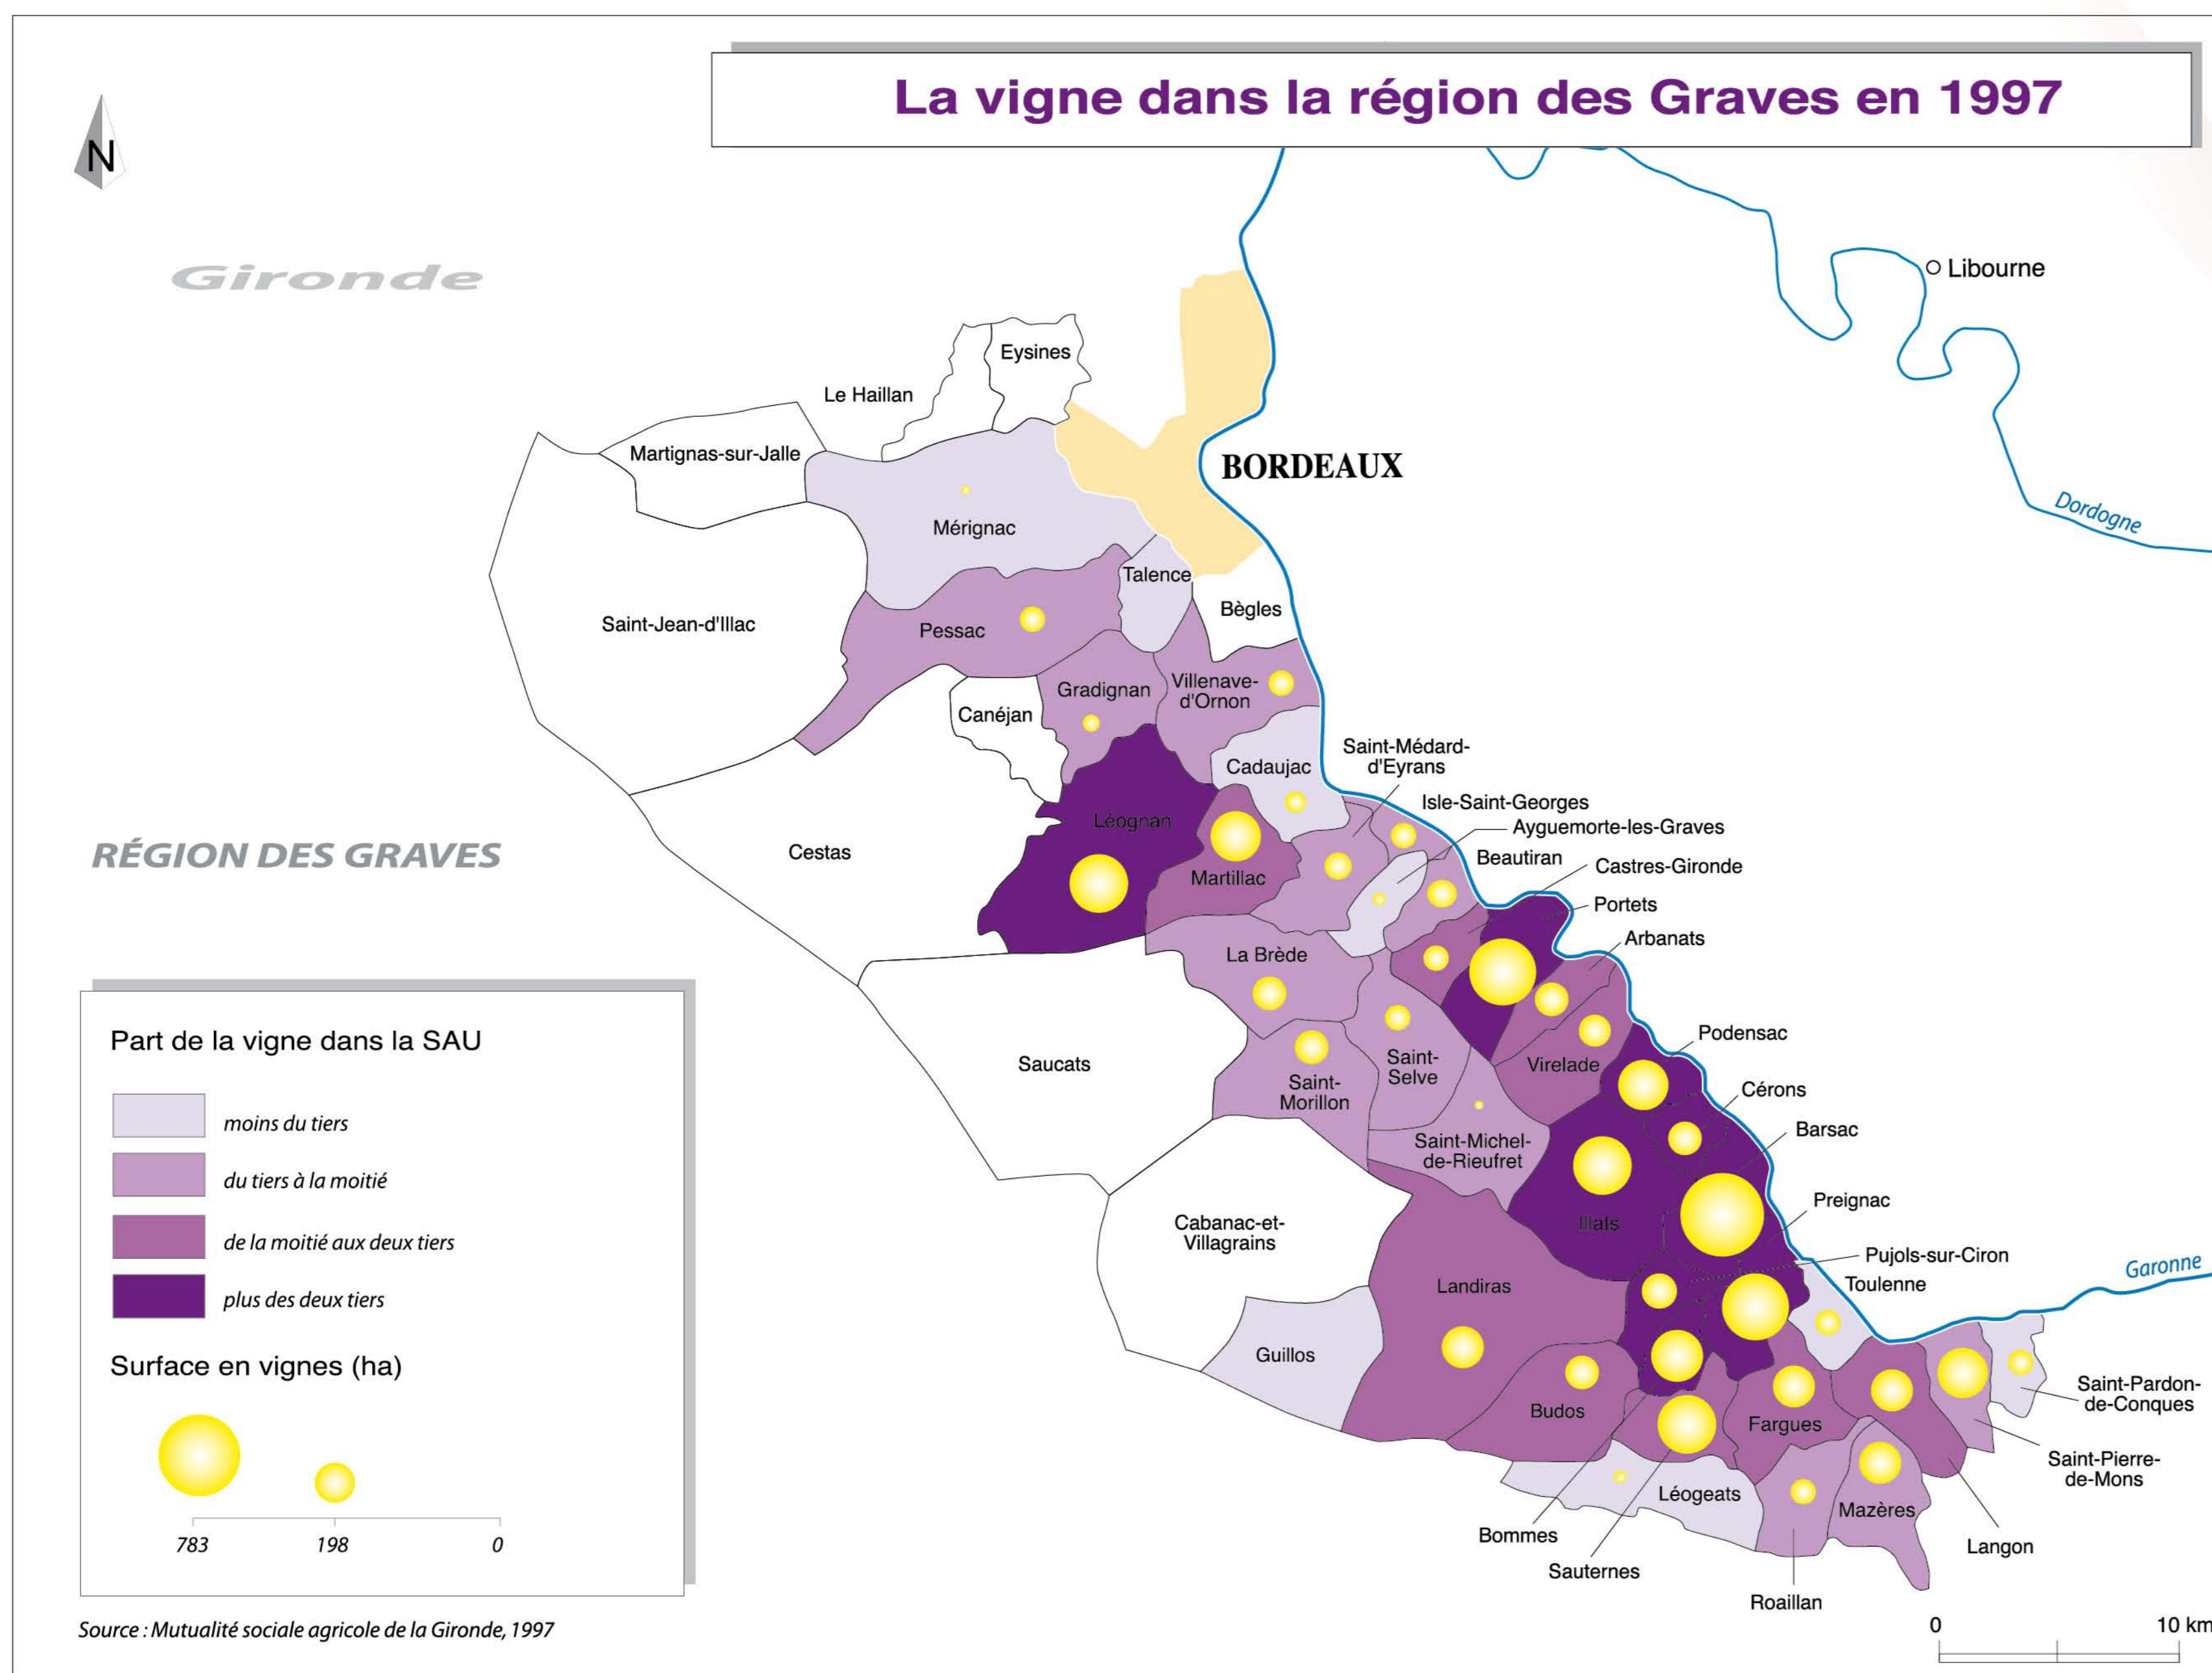 La vigne dans la région des Graves en 1997
N
Gironde
Libourne
Eysines
Le Haillan
Martignas-sur-Jalle
BORDEAUX
Dordogne
Mérignac
Talence
Bègles
Saint-Jean-d'Illac
Pessac
Gradignan
Villenave-
d'Ornon
Canéjan
Cadaujac
Saint-Médard-
d'Eyrans
Isle-Saint-Georges
Léognan
Ayguemorte-les-Graves
RÉGION DES GRAVES
Cestas
Beautiran
Castres-Gironde
Martillac
Portets
Arbanats
La Brède
Podensac
Saucats
Saint-
Selve
Virelade
Saint-
Morillon
Cérons
Barsac
Saint-Michel-
de-Rieufret
Preignac
Cabanac-et-
Villagrains
Illats
Pujols-sur-Ciron
Garonne
Landiras
Toulenne
Guillos
Saint-Pardon-
de-Conques
Budos
Fargues
Saint-Pierre-
de-Mons
Léogeats
Mazères
Bommes
Langon
Sauternes
Roaillan
Part de la vigne dans la SAU
moins du tiers
du tiers à la moitié
de la moitié aux deux tiers
plus des deux tiers
Surface en vignes (ha)
783 198 0
Source : Mutualité sociale agricole de la Gironde, 1997
0 10 km